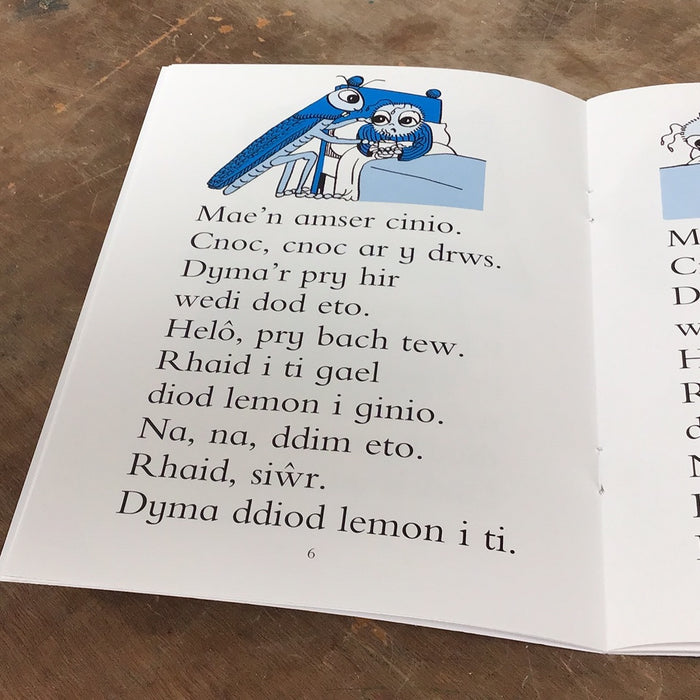 Mae'n amser cinio.
Cnoc, cnoc ar y drws.
Dyma'r pry hir
wedi dod eto.
Helô, pry bach tew.
Rhaid i ti gael
diod lemon i ginio.
Na, na, ddim eto.
Rhaid, siŵr.
Dyma ddiod lemon i ti.
6